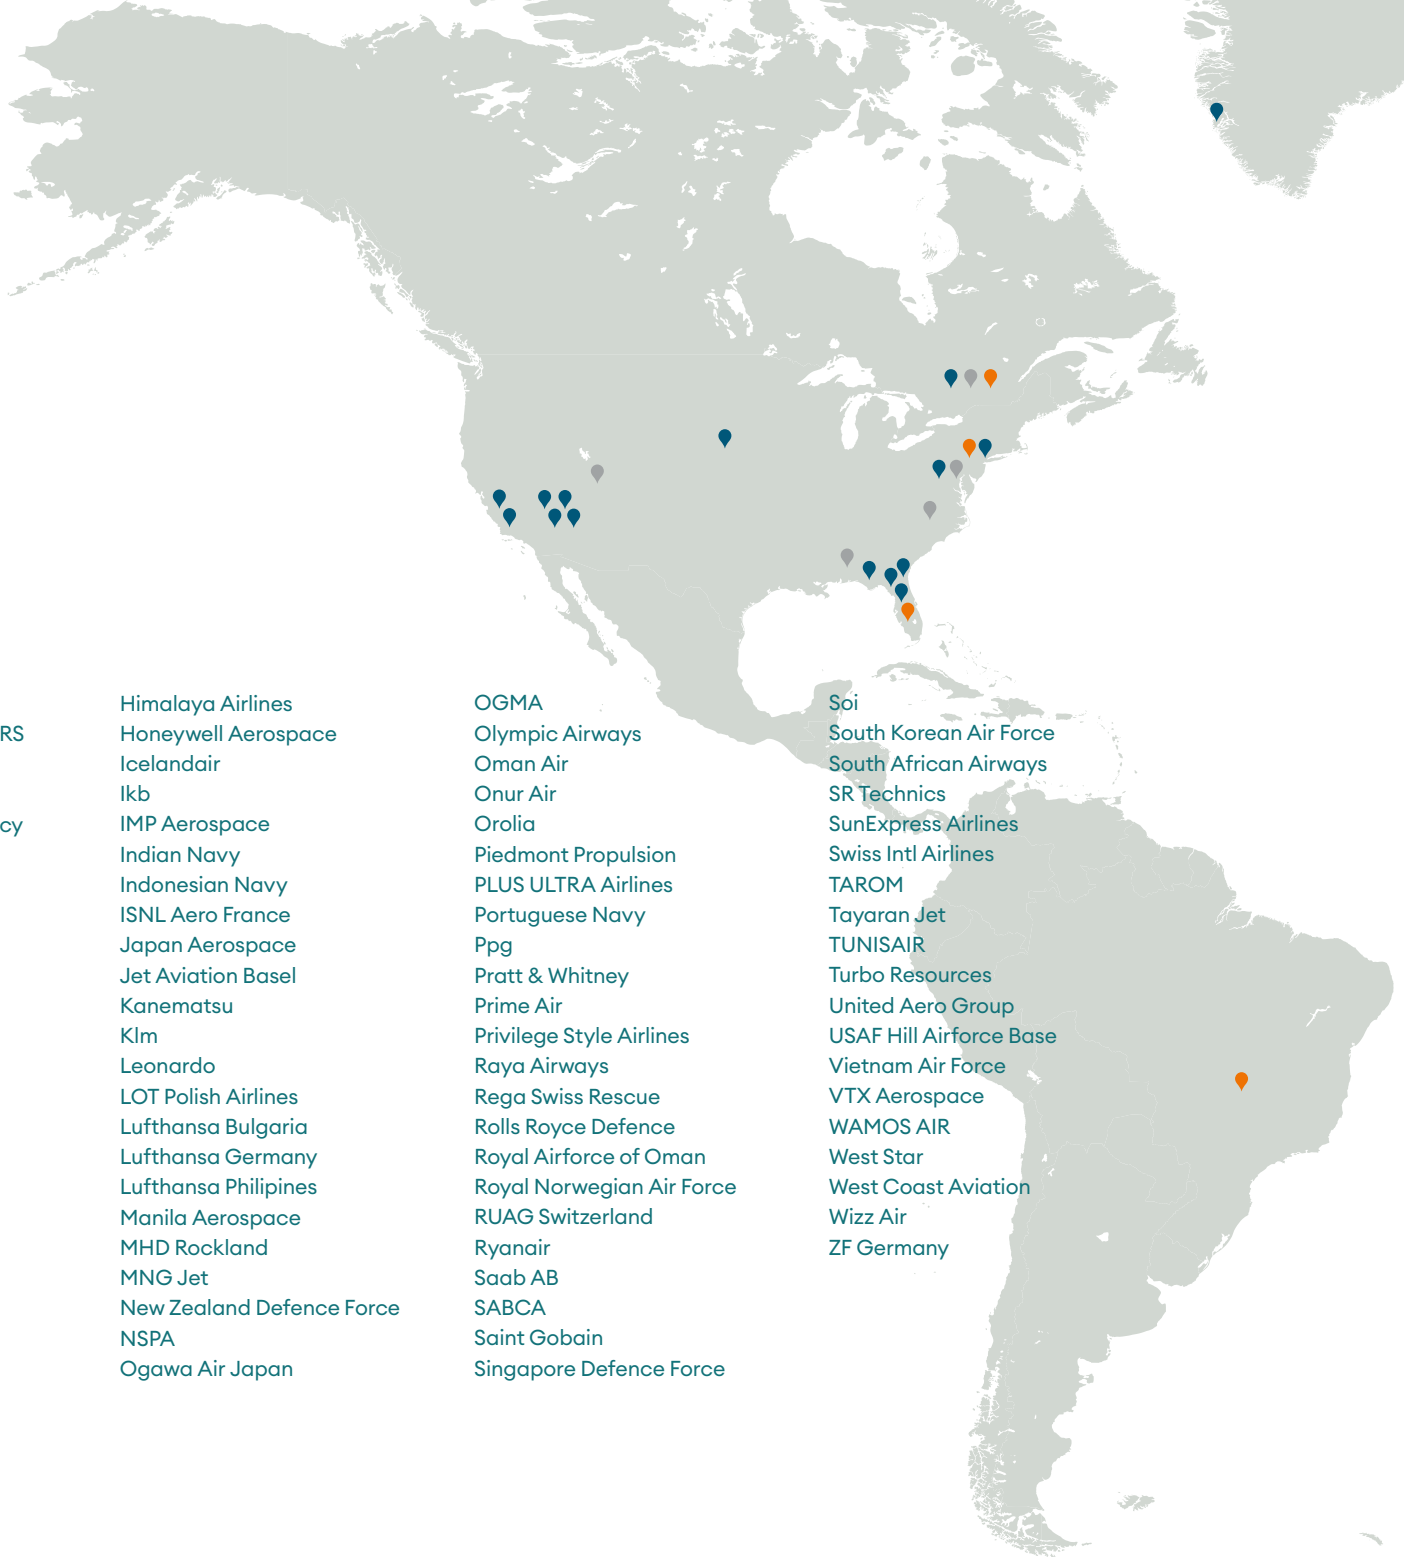 RS
cy
Himalaya Airlines
Honeywell Aerospace
Icelandair
Ikb
IMP Aerospace
Indian Navy
Indonesian Navy
ISNL Aero France
Japan Aerospace
Jet Aviation Basel
Kanematsu
Klm
Leonardo
LOT Polish Airlines
Lufthansa Bulgaria
Lufthansa Germany
Lufthansa Philipines
Manila Aerospace
MHD Rockland
MNG Jet
New Zealand Defence Force
NSPA
Ogawa Air Japan
OGMA
Olympic Airways
Oman Air
Onur Air
Orolia
Piedmont Propulsion
PLUS ULTRA Airlines
Portuguese Navy
Ppg
Pratt & Whitney
Prime Air
Privilege Style Airlines
Raya Airways
Rega Swiss Rescue
Rolls Royce Defence
Royal Airforce of Oman
Royal Norwegian Air Force
RUAG Switzerland
Ryanair
Saab AB
SABCA
Saint Gobain
Singapore Defence Force
Soi
South Korean Air Force
South African Airways
SR Technics
SunExpress Airlines
Swiss Intl Airlines
TAROM
Tayaran Jet
TUNISAIR
Turbo Resources
United Aero Group
USAF Hill Airforce Base
Vietnam Air Force
VTX Aerospace
WAMOS AIR
West Star
West Coast Aviation
Wizz Air
ZF Germany